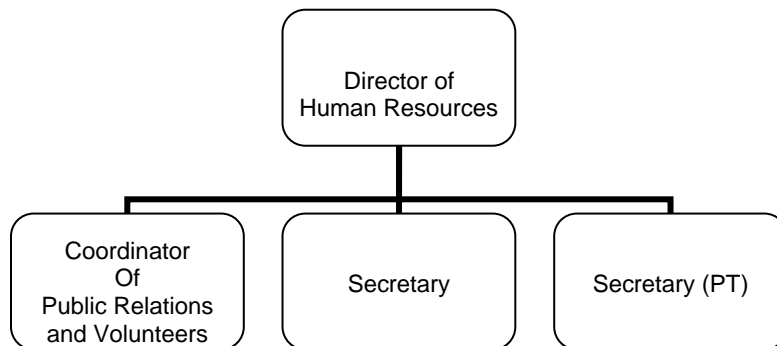 Director of
Human Resources
Coordinator
Of
Public Relations
and Volunteers
Secretary
Secretary (PT)